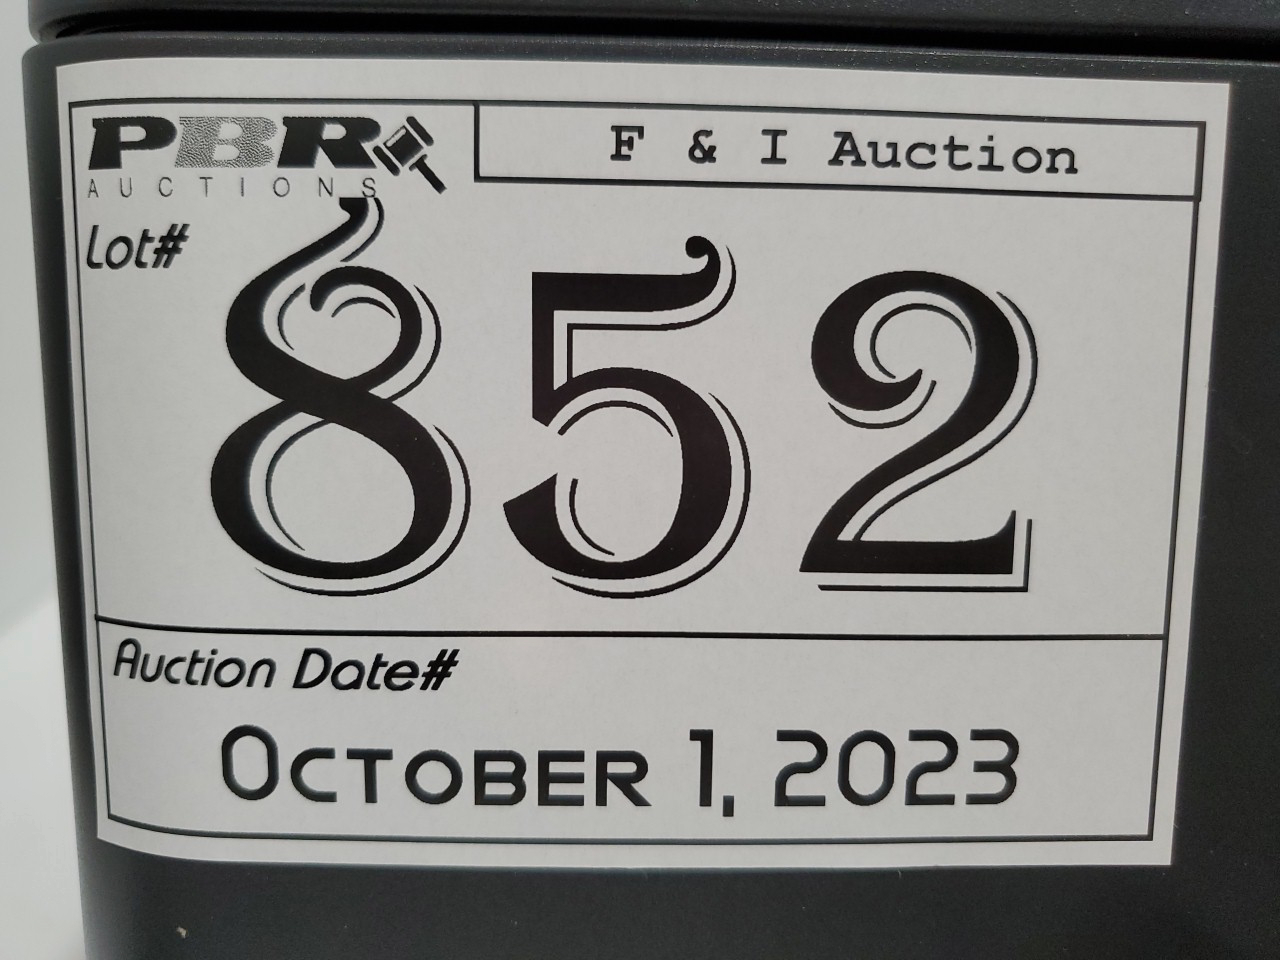 PBR
AUCTIONS
F & I Auction
Lot#
852
Auction Date#
October 1, 2023